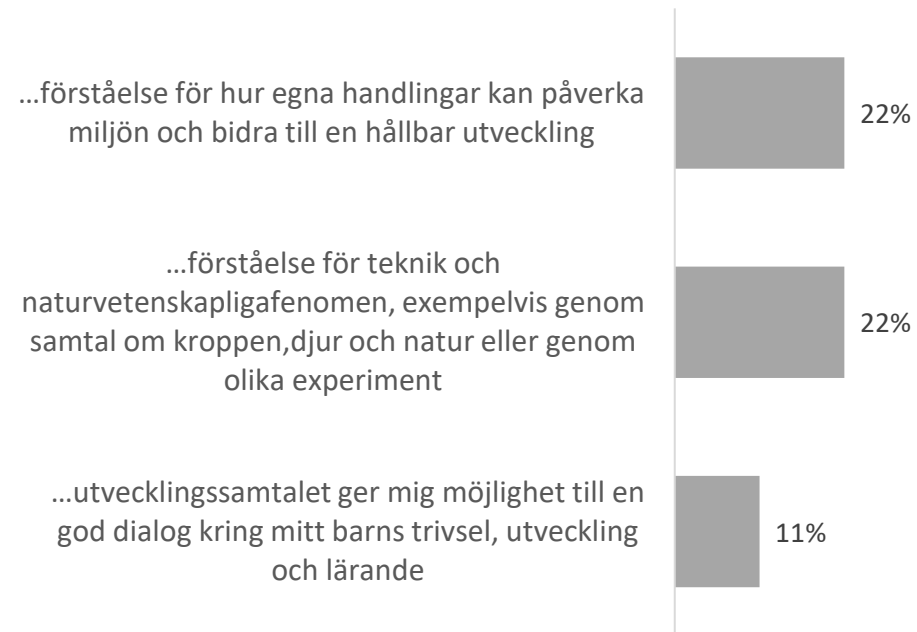 …förståelse för hur egna handlingar kan påverka
miljön och bidra till en hållbar utveckling
22%
…förståelse för teknik och
naturvetenskapligafenomen, exempelvis genom
samtal om kroppen,djur och natur eller genom
olika experiment
22%
…utvecklingssamtalet ger mig möjlighet till en
god dialog kring mitt barns trivsel, utveckling
och lärande
11%